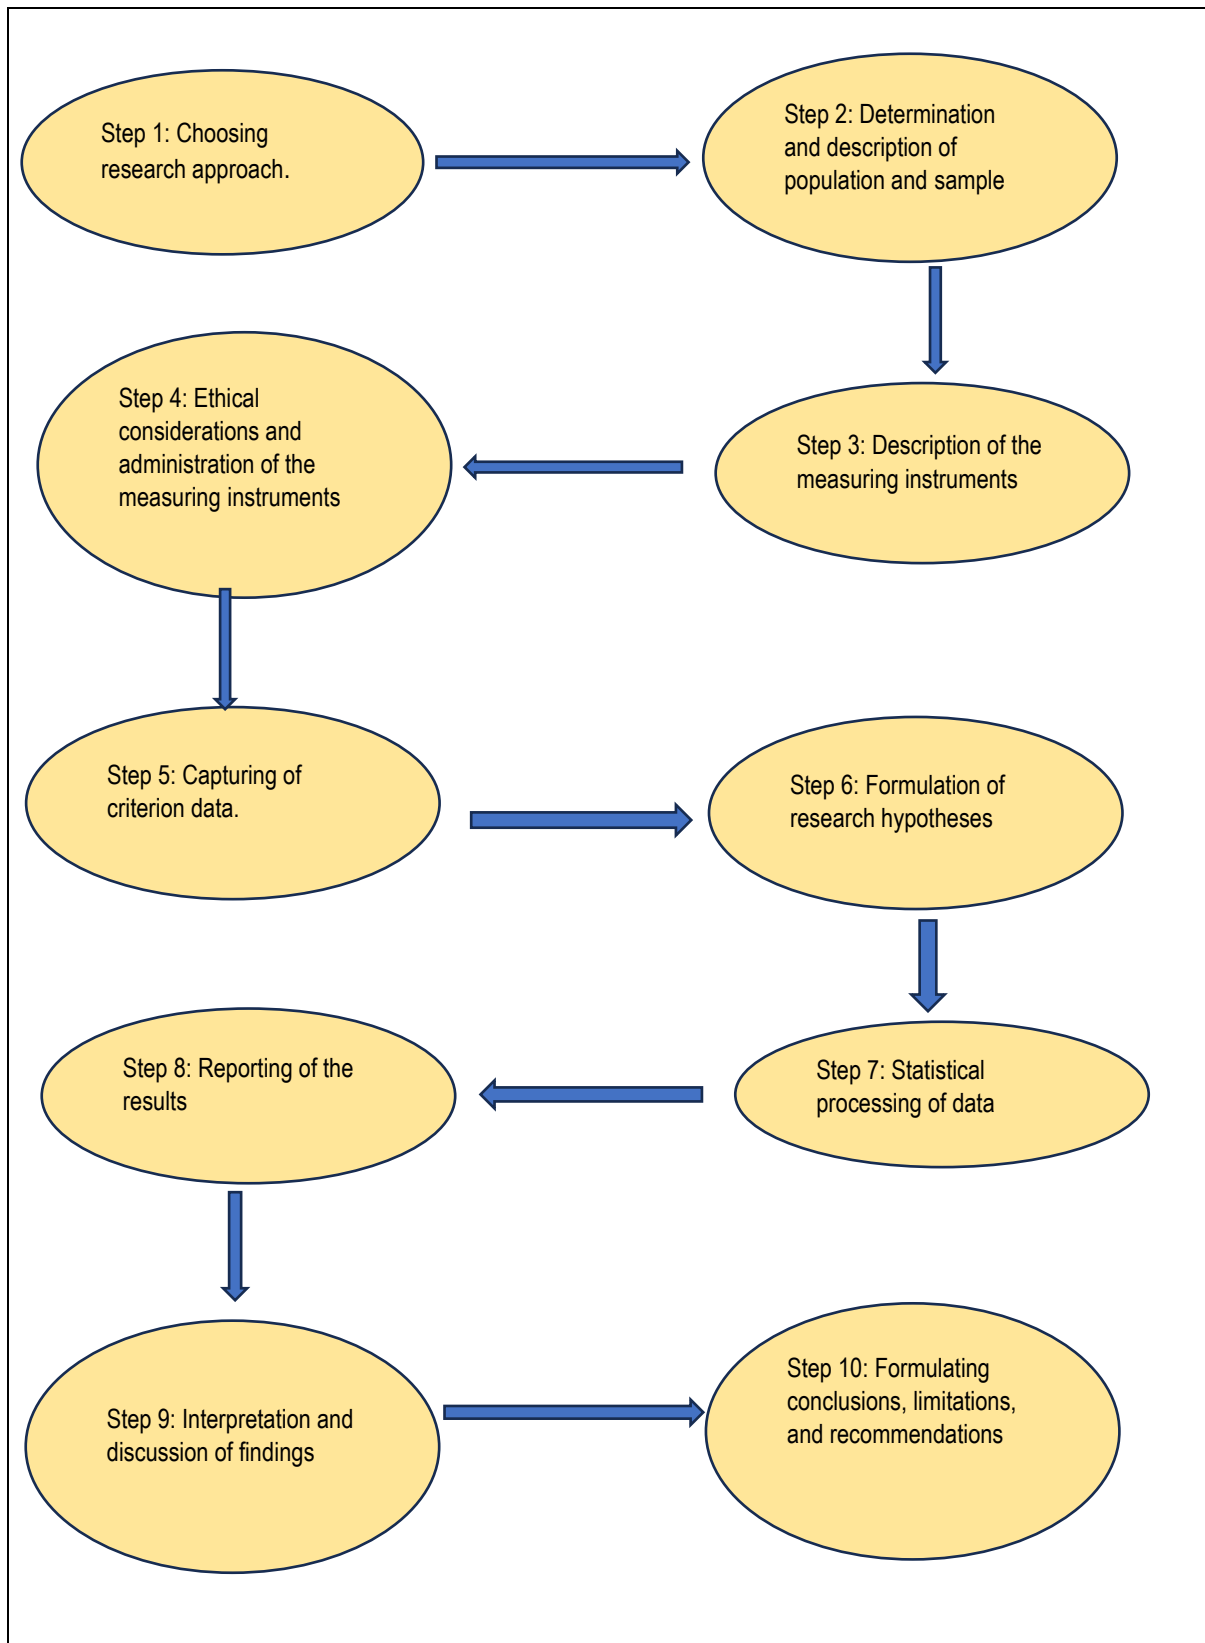 Step 1: Choosing
research approach.
Step 2: Determination
and description of
population and sample
Step 3: Description of the
measuring instruments
Step 4: Ethical
considerations and
administration of the
measuring instruments
Step 5: Capturing of
criterion data.
Step 6: Formulation of
research hypotheses
Step 7: Statistical
processing of data
Step 8: Reporting of the
results
Step 9: Interpretation and
discussion of findings
Step 10: Formulating
conclusions, limitations,
and recommendations